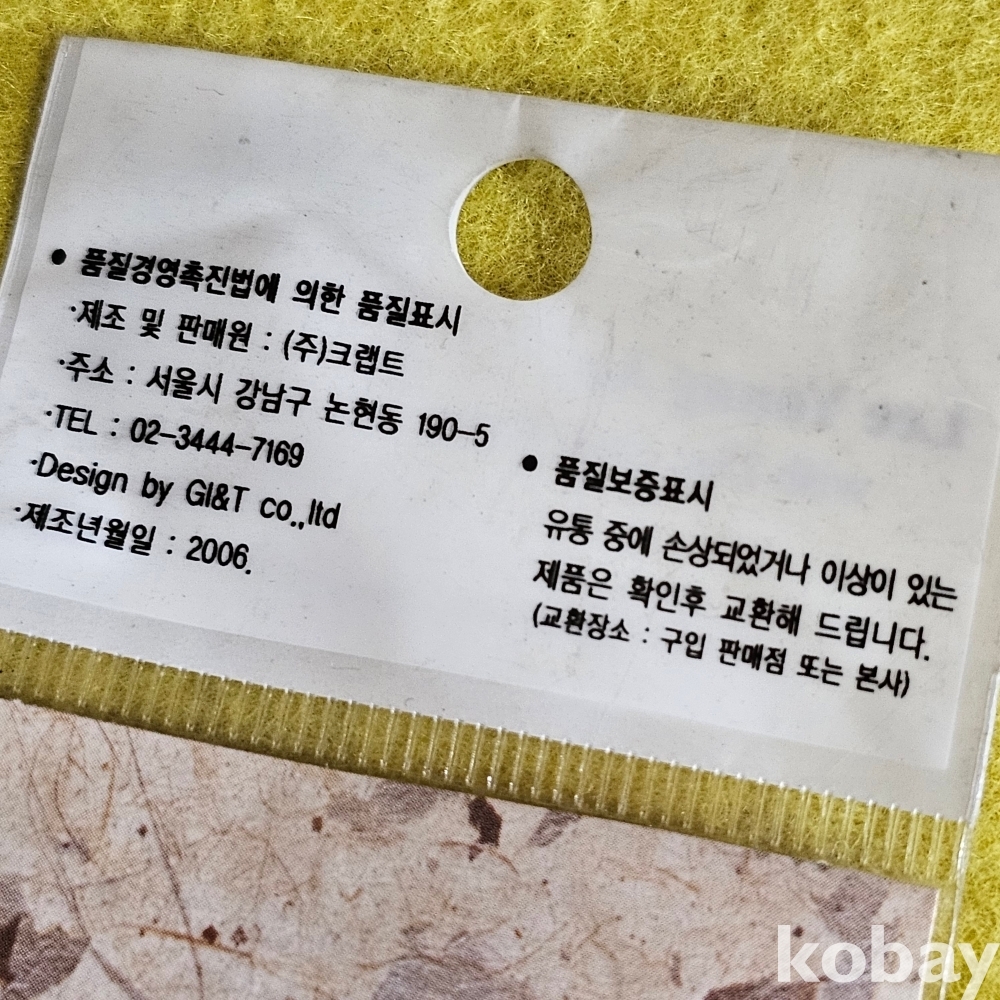 ● 품질경영촉진법에 의한 품질표시
·제조 및 판매원 : (주)크랩트
·주소 : 서울시 강남구 논현동 190-5
·TEL : 02-3444-7169
·Design by GI&T co.,ltd
·제조년월일 : 2006.
● 품질보증표시
유통 중에 손상되었거나 이상이 있는
제품은 확인후 교환해 드립니다.
(교환장소 : 구입 판매점 또는 본사)
kobay